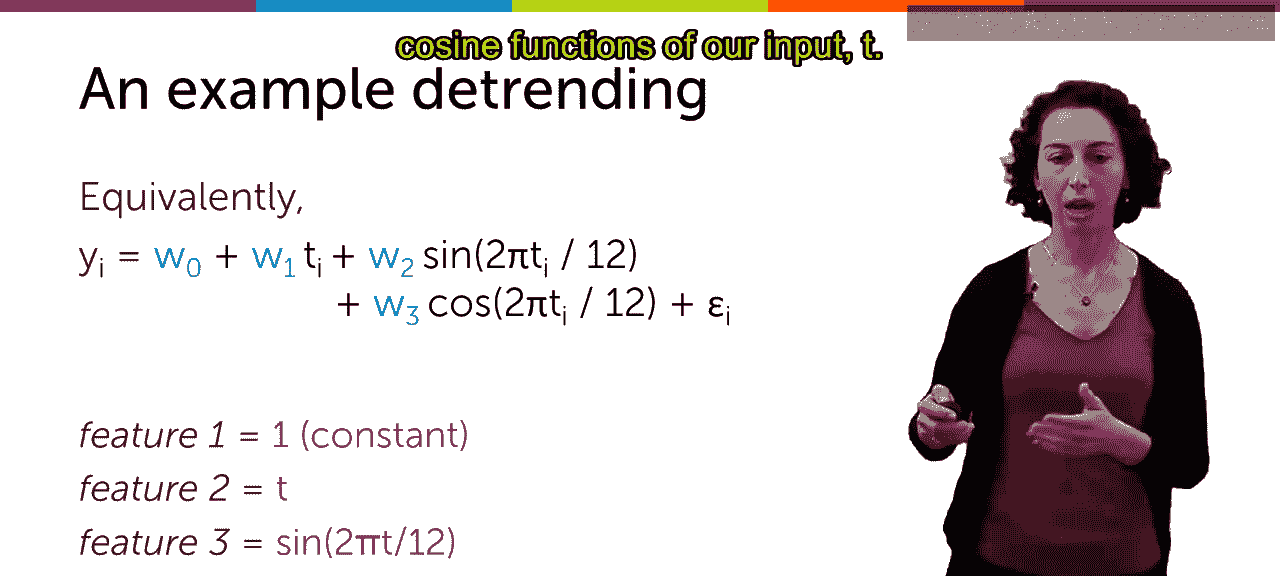 cosine functions of our input, t.
An example detrending
Equivalently,
yᵢ = w₀ + w₁ tᵢ + w₂ sin(2πtᵢ / 12)
+ w₃ cos(2πtᵢ / 12) + εᵢ
feature 1 = 1 (constant)
feature 2 = t
feature 3 = sin(2πt/12)